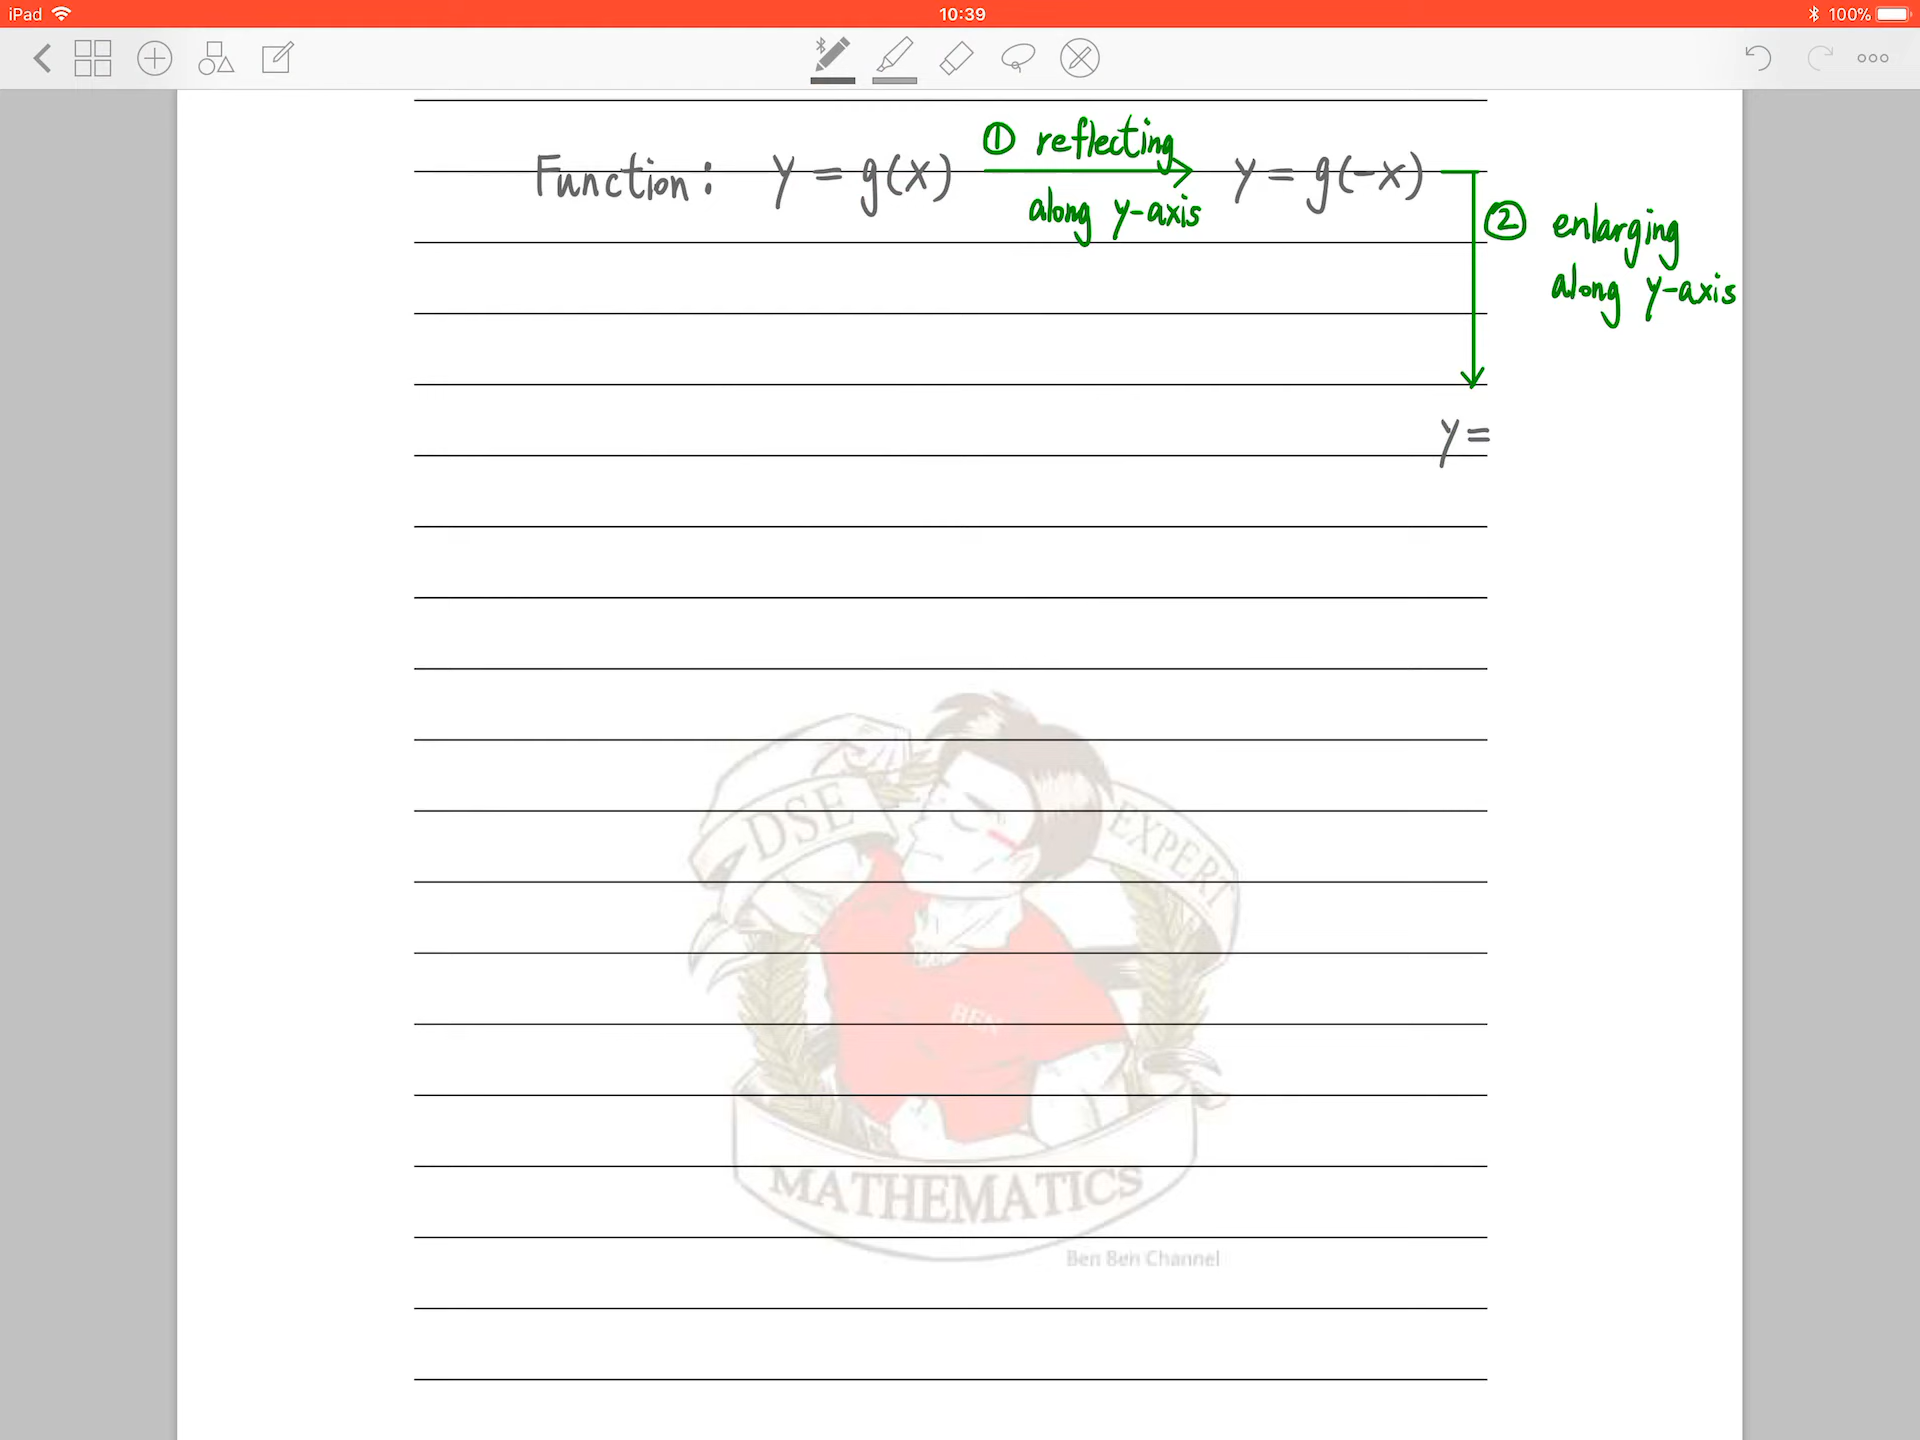 iPad 10:39 100%
Function: y = g(x) ① reflecting along y-axis y = g(-x)
② enlarging
along y-axis
y =
DSE EXPERT
BEN
MATHEMATICS
Ben Ben Channel